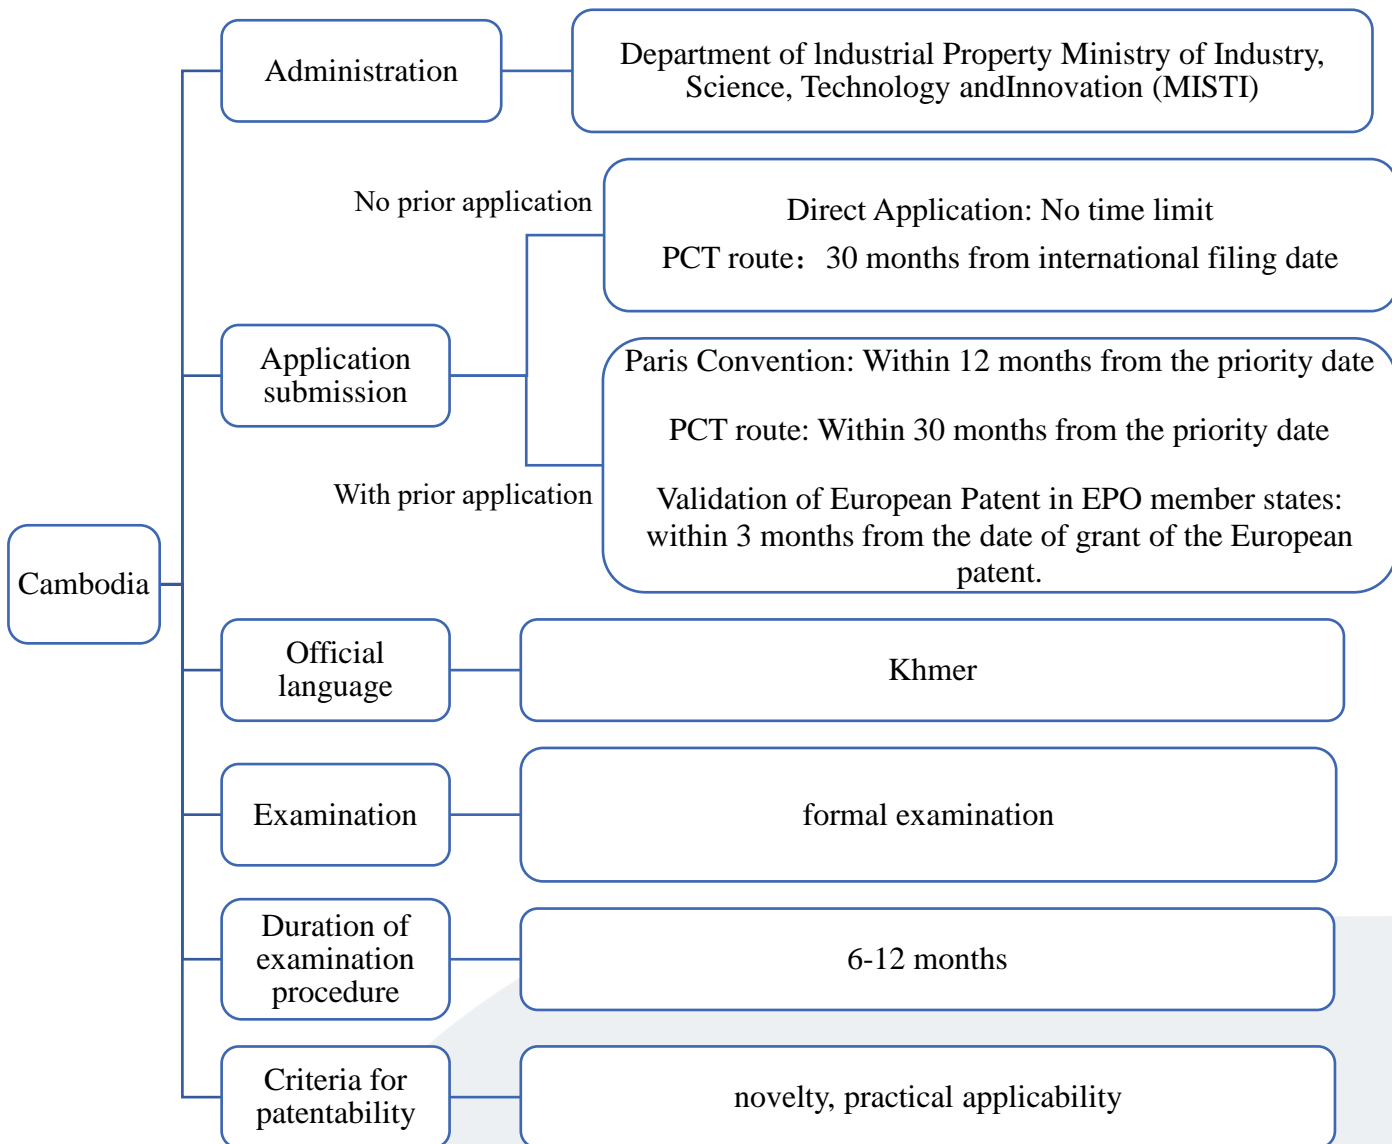 Administration
Department of lndustrial Property Ministry of Industry,
Science, Technology andInnovation (MISTI)
No prior application
Direct Application: No time limit
PCT route： 30 months from international filing date
Application
submission
Paris Convention: Within 12 months from the priority date
PCT route: Within 30 months from the priority date
Validation of European Patent in EPO member states:
within 3 months from the date of grant of the European
patent.
With prior application
Cambodia
Official
language
Khmer
Examination
formal examination
Duration of
examination
procedure
6-12 months
Criteria for
patentability
novelty, practical applicability